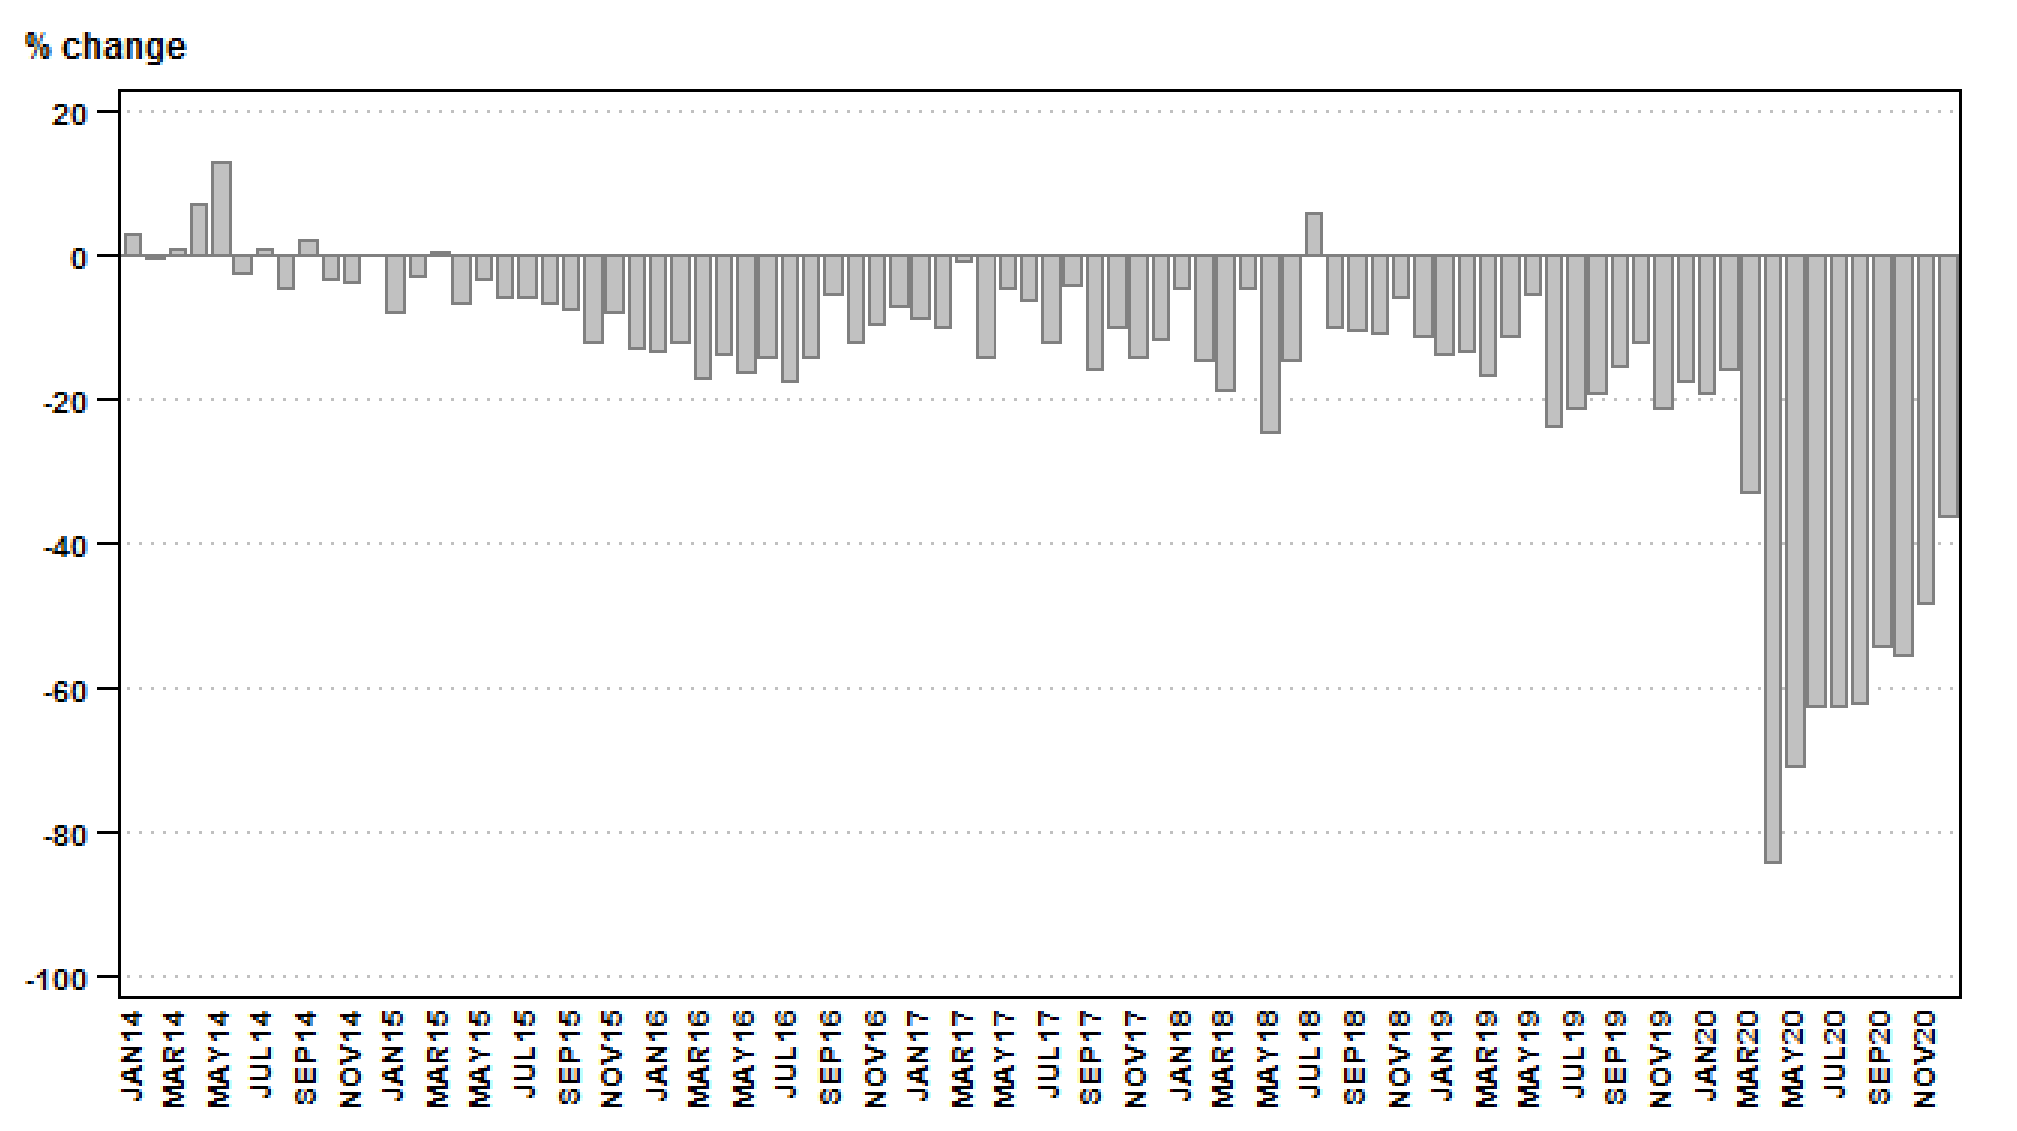 % change
20
0
-20
-40
-60
-80
-100
JAN14
MAR14
MAY14
JUL14
SEP14
NOV14
JAN15
MAR15
MAY15
JUL15
SEP15
NOV15
JAN16
MAR16
MAY16
JUL16
SEP16
NOV16
JAN17
MAR17
MAY17
JUL17
SEP17
NOV17
JAN18
MAR18
MAY18
JUL18
SEP18
NOV18
JAN19
MAR19
MAY19
JUL19
SEP19
NOV19
JAN20
MAR20
MAY20
JUL20
SEP20
NOV20